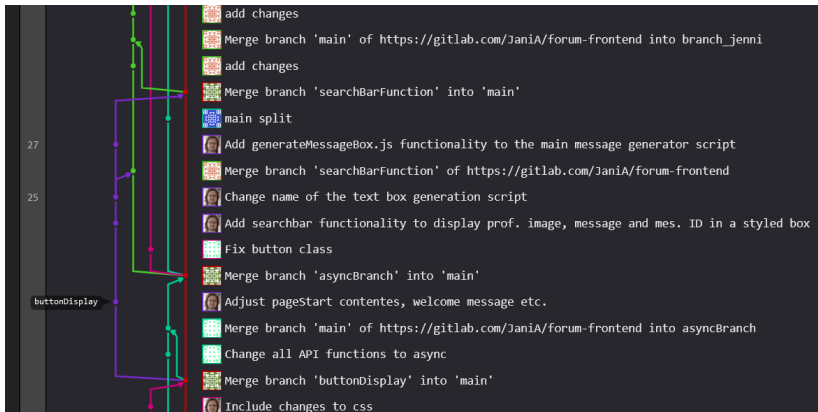 add changes
Merge branch 'main' of https://gitlab.com/JaniA/forum-frontend into branch_jenni
add changes
Merge branch 'searchBarFunction' into 'main'
main split
27 Add generateMessageBox.js functionality to the main message generator script
Merge branch 'searchBarFunction' of https://gitlab.com/JaniA/forum-frontend
25 Change name of the text box generation script
Add searchbar functionality to display prof. image, message and mes. ID in a styled box
Fix button class
Merge branch 'asyncBranch' into 'main'
buttonDisplay Adjust pageStart contentes, welcome message etc.
Merge branch 'main' of https://gitlab.com/JaniA/forum-frontend into asyncBranch
Change all API functions to async
Merge branch 'buttonDisplay' into 'main'
Include changes to css